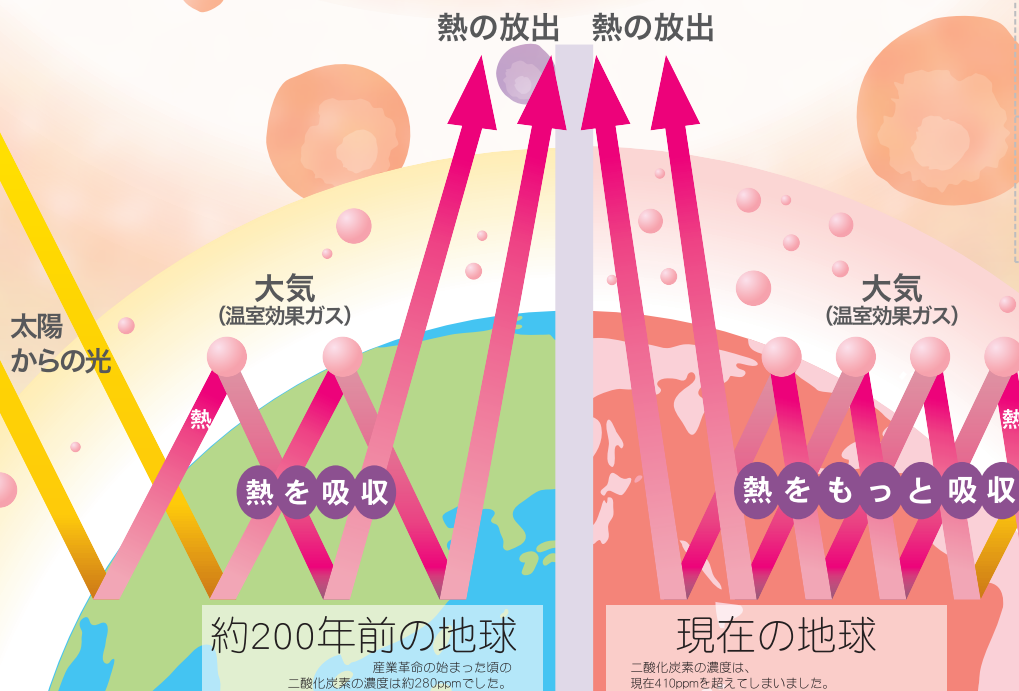 熱の放出
熱の放出
太陽
からの光
大気
(温室効果ガス)
熱
熱を吸収
大気
(温室効果ガス)
熱
熱をもっと吸収
約200年前の地球
産業革命の始まった頃の
二酸化炭素の濃度は約280ppmでした。
現在の地球
二酸化炭素の濃度は、
現在410ppmを超えてしまいました。